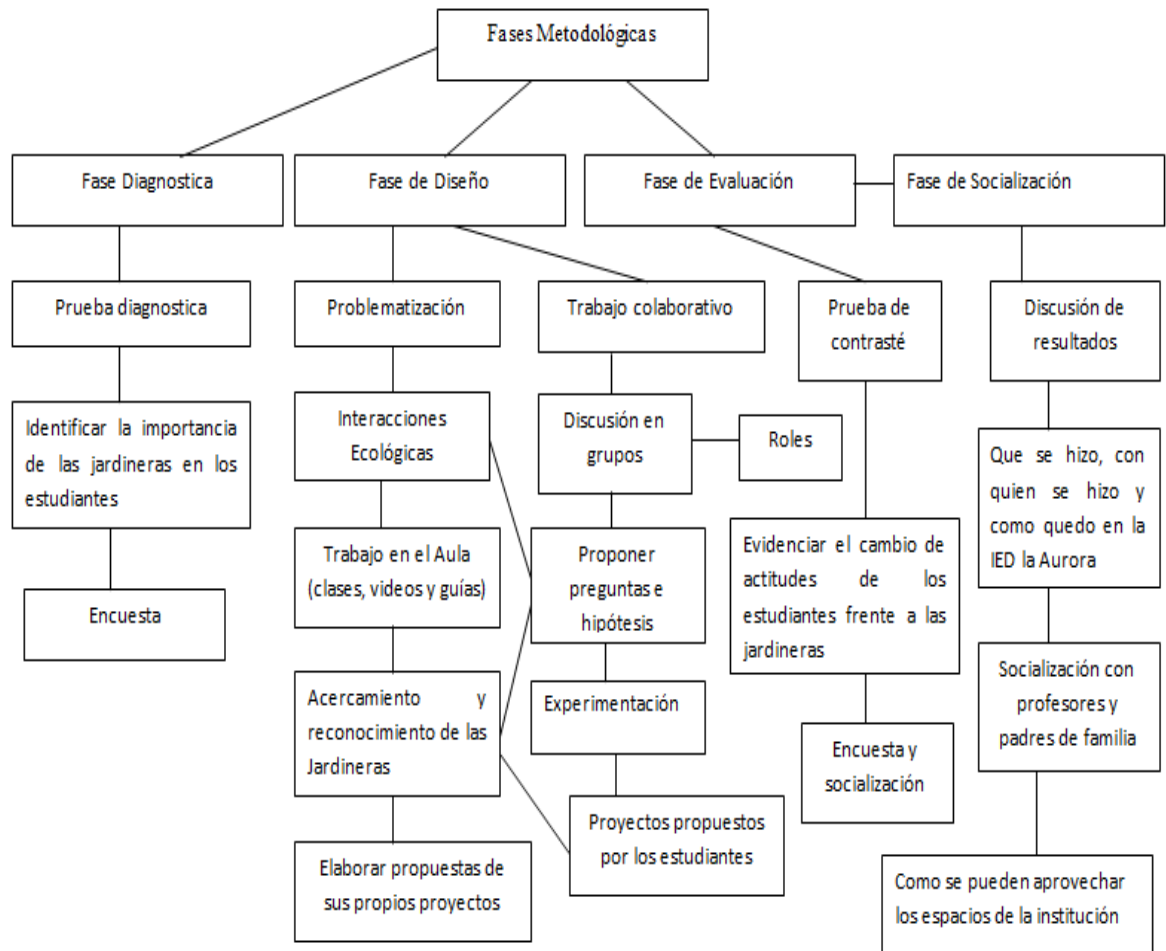 Fases Metodológicas
Fase Diagnostica
Fase de Diseño
Fase de Evaluación
Fase de Socialización
Prueba diagnostica
Problematización
Trabajo colaborativo
Prueba de
contrasté
Discusión de
resultados
Identificar la importancia
de las jardineras en los
estudiantes
Interacciones
Ecológicas
Discusión en
grupos
Roles
Que se hizo, con
quien se hizo y
como quedo en la
IED la Aurora
Trabajo en el Aula
(clases, videos y guías)
Proponer
preguntas e
hipótesis
Evidenciar el cambio de
actitudes de los
estudiantes frente a las
jardineras
Encuesta
Acercamiento y
reconocimiento de las
Jardineras
Experimentación
Socialización con
profesores y
padres de familia
Encuesta y
socialización
Proyectos propuestos
por los estudiantes
Elaborar propuestas de
sus propios proyectos
Como se pueden aprovechar
los espacios de la institución